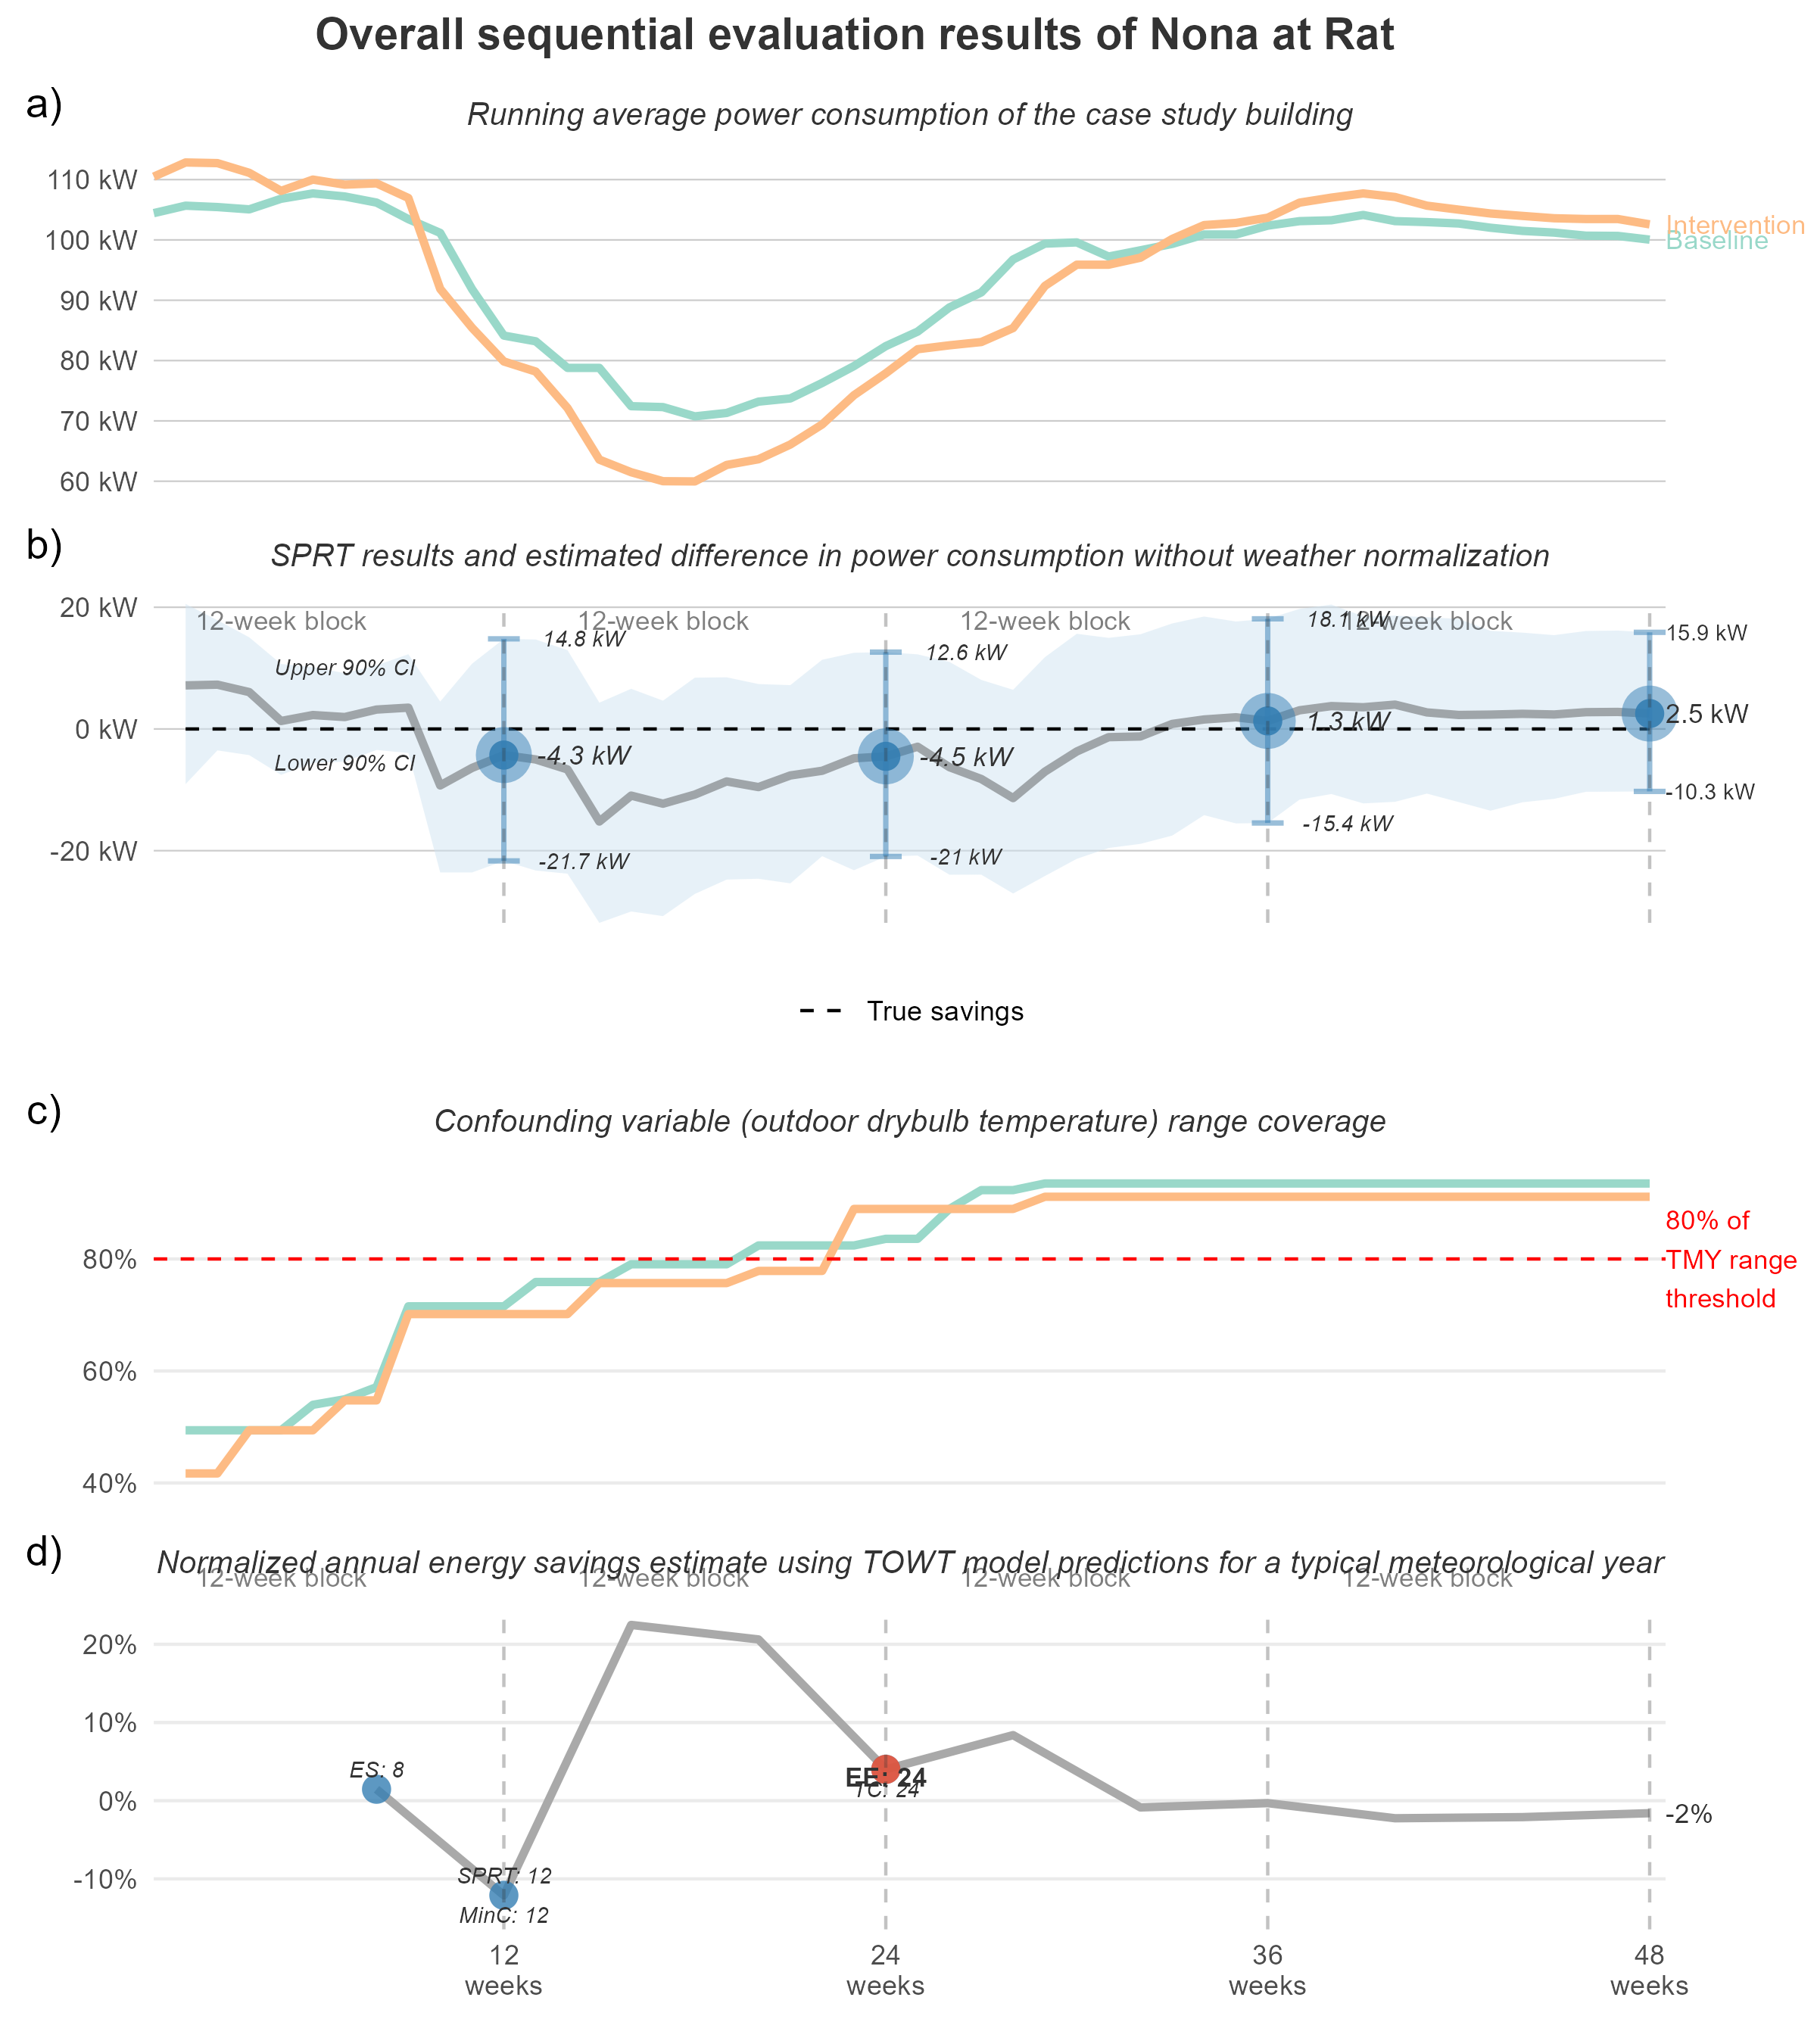 Overall sequential evaluation results of Nona at Rat
a)
Running average power consumption of the case study building
110 kW
100 kW
90 kW
80 kW
70 kW
60 kW
Intervention
Baseline
b)
SPRT results and estimated difference in power consumption without weather normalization
20 kW
0 kW
-20 kW
12-week block
12-week block
12-week block
12-week block
Upper 90% CI
Lower 90% CI
14.8 kW
-4.3 kW
-21.7 kW
12.6 kW
-4.5 kW
-21 kW
18.1 kW
1.3 kW
-15.4 kW
15.9 kW
2.5 kW
-10.3 kW
True savings
c)
Confounding variable (outdoor drybulb temperature) range coverage
80%
60%
40%
80% of
TMY range
threshold
d)
Normalized annual energy savings estimate using TOWT model predictions for a typical meteorological year
12-week block
12-week block
12-week block
12-week block
20%
10%
0%
-10%
ES: 8
SPRT: 12
MinC: 12
EE: 24
TC: 24
-2%
12
weeks
24
weeks
36
weeks
48
weeks